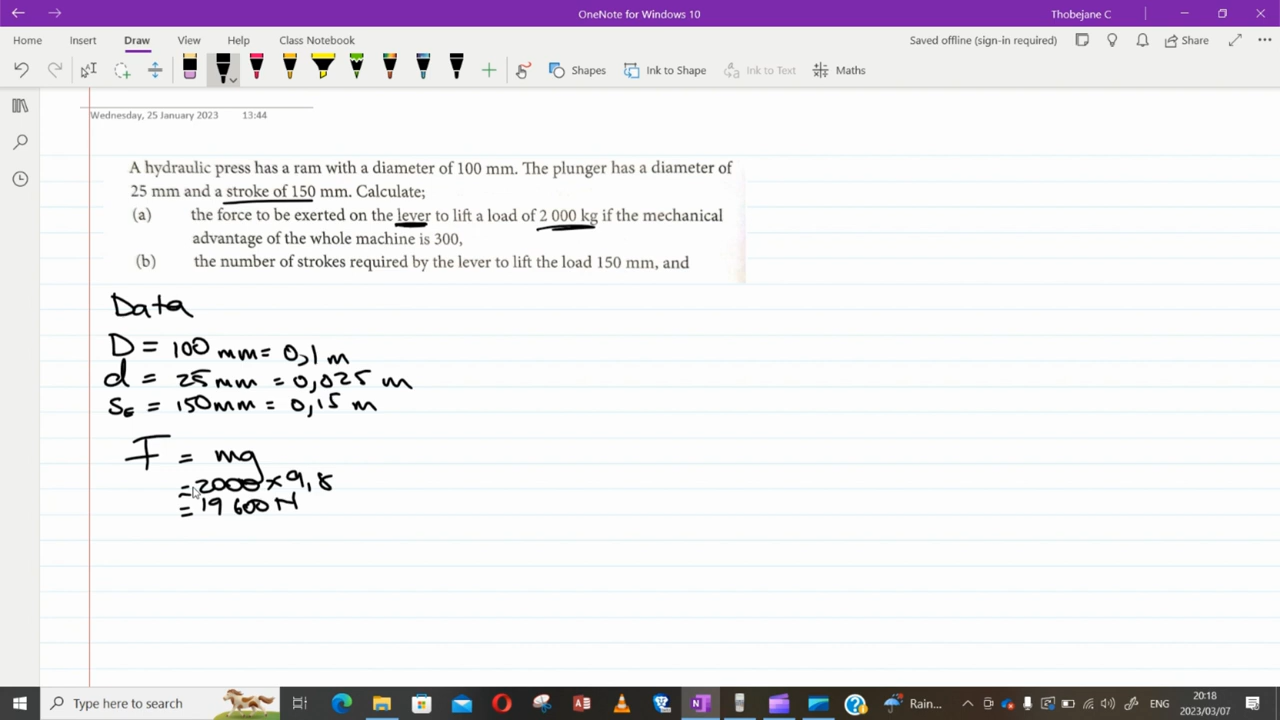 OneNote for Windows 10
Thobejane C
Home Insert Draw View Help Class Notebook
Saved offline (sign-in required)
Share
Shapes
Ink to Shape
Ink to Text
Maths
Wednesday, 25 January 2023 13:44
A hydraulic press has a ram with a diameter of 100 mm. The plunger has a diameter of
25 mm and a stroke of 150 mm. Calculate;
(a) the force to be exerted on the lever to lift a load of 2 000 kg if the mechanical
advantage of the whole machine is 300,
(b) the number of strokes required by the lever to lift the load 150 mm, and
Data
D = 100 mm = 0,1 m
d = 25 mm = 0,025 m
= 150mm = 0,15 m
F = mg
= 2000 x 9,8
= 19 600 N
Type here to search
Rain...
ENG
20:18
2023/03/07